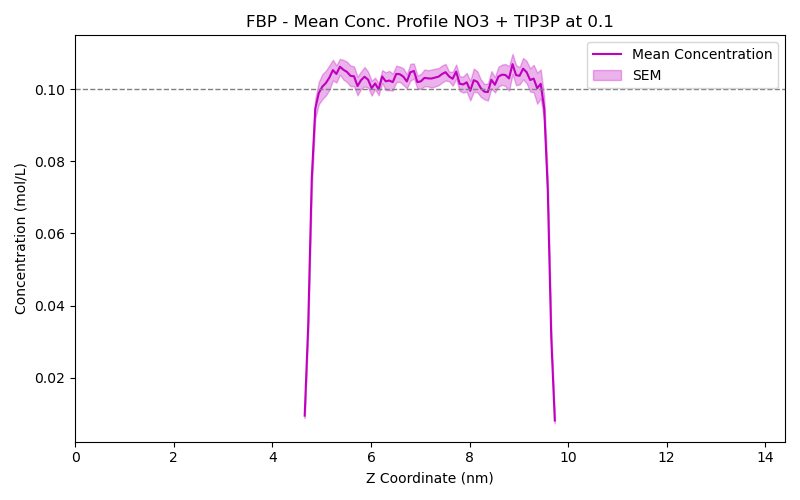 FBP - Mean Conc. Profile NO3 + TIP3P at 0.1
Mean Concentration
SEM
0.10
0.08
0.06
0.04
0.02
Concentration (mol/L)
0 2 4 6 8 10 12 14
Z Coordinate (nm)